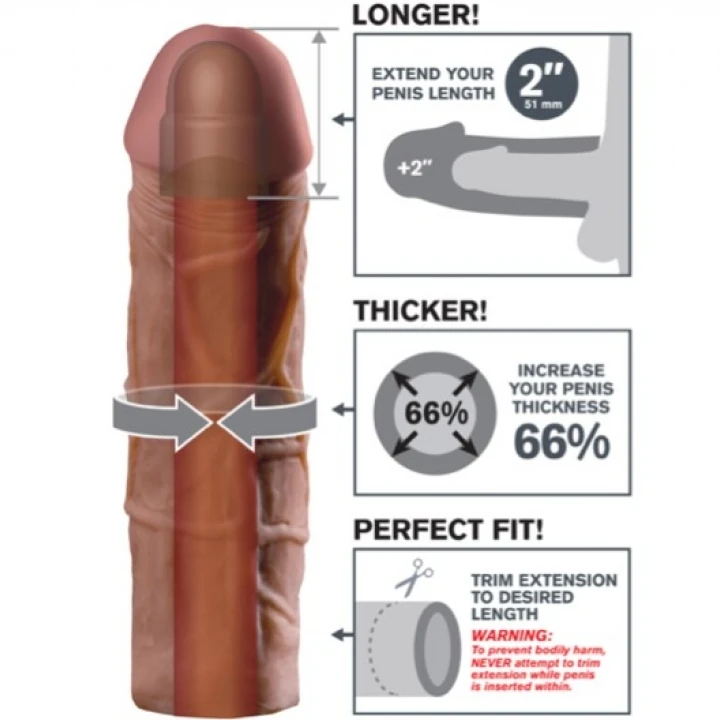 LONGER!
EXTEND YOUR
PENIS LENGTH
2"
51 mm
+2"
THICKER!
66%
INCREASE
YOUR PENIS
THICKNESS
66%
PERFECT FIT!
TRIM EXTENSION
TO DESIRED
LENGTH
WARNING:
To prevent bodily harm,
NEVER attempt to trim
extension while penis
is inserted within.